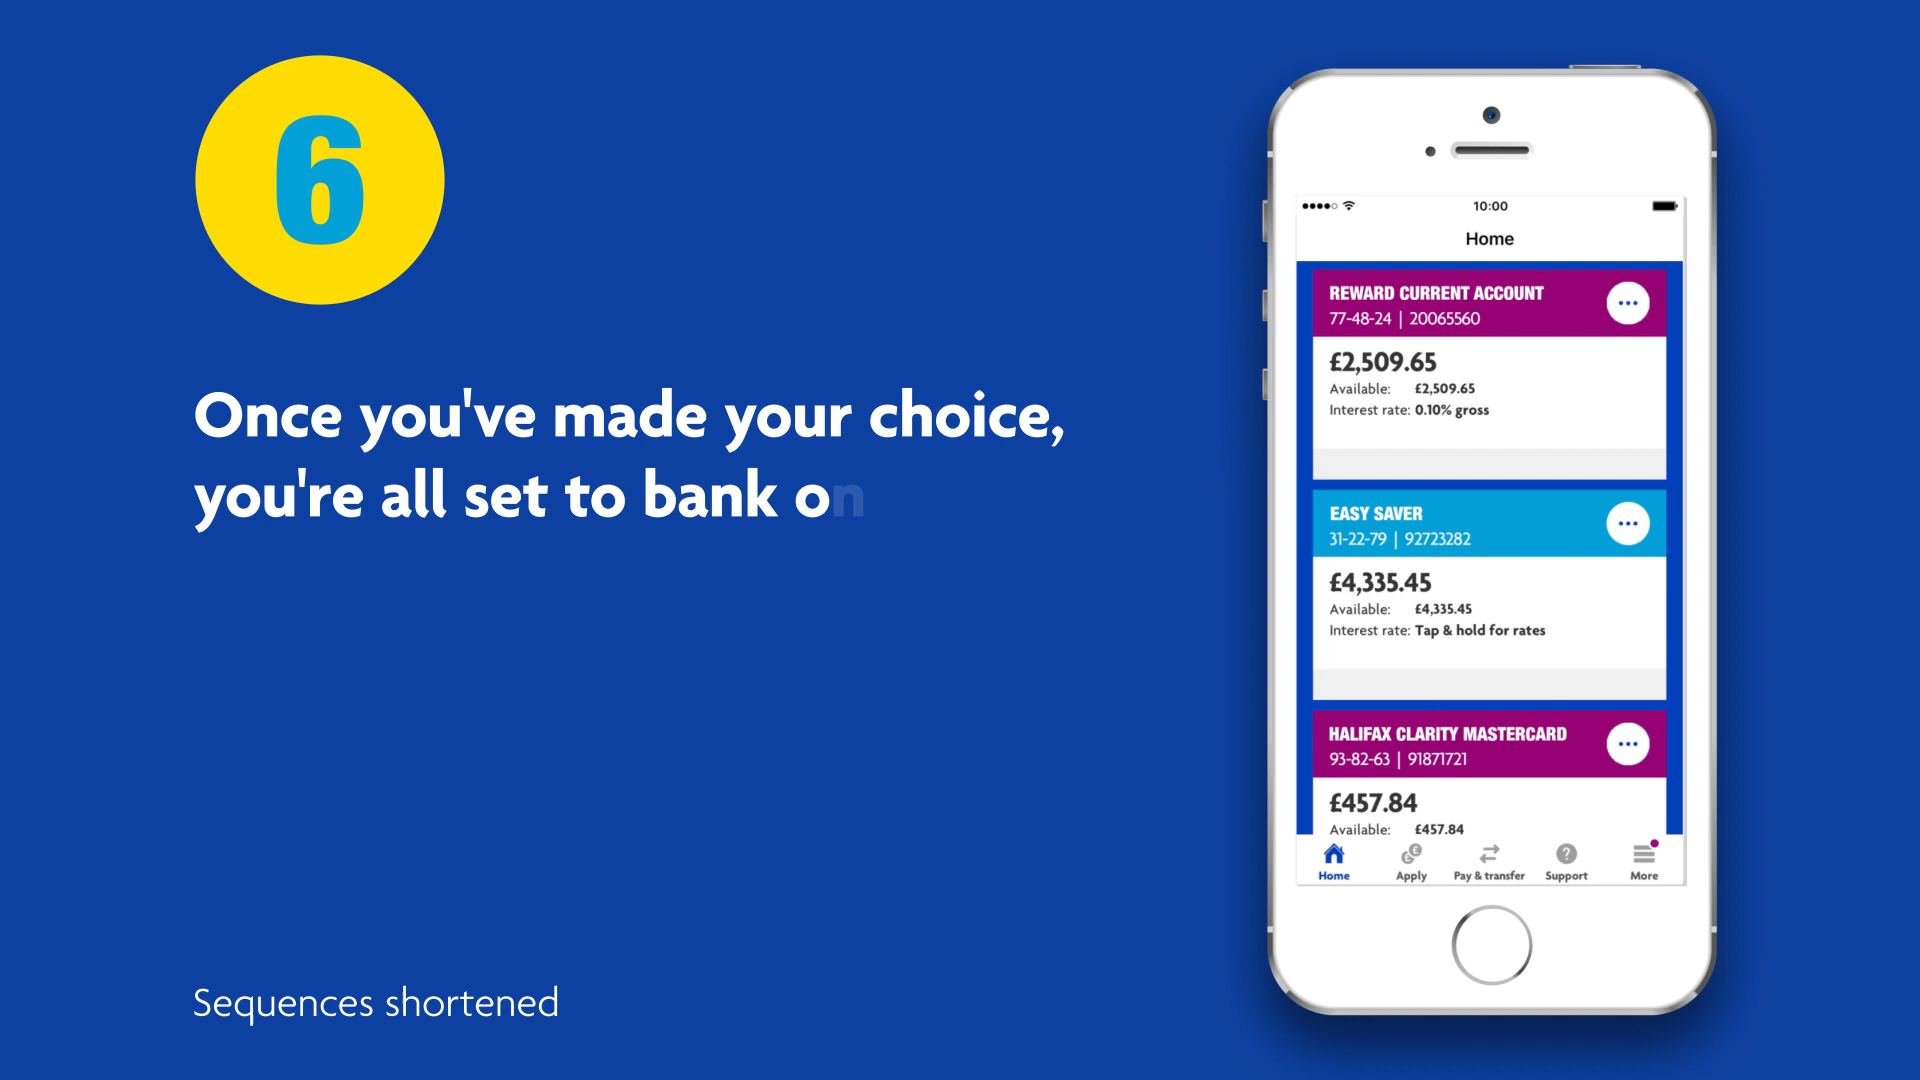 6
Once you've made your choice,
you're all set to bank on
Sequences shortened
10:00
Home
REWARD CURRENT ACCOUNT
77-48-24 | 20065560
£2,509.65
Available: £2,509.65
Interest rate: 0.10% gross
EASY SAVER
31-22-79 | 92723282
£4,335.45
Available: £4,335.45
Interest rate: Tap & hold for rates
HALIFAX CLARITY MASTERCARD
93-82-63 | 91871721
£457.84
Available: £457.84
Home Apply Pay & transfer Support More